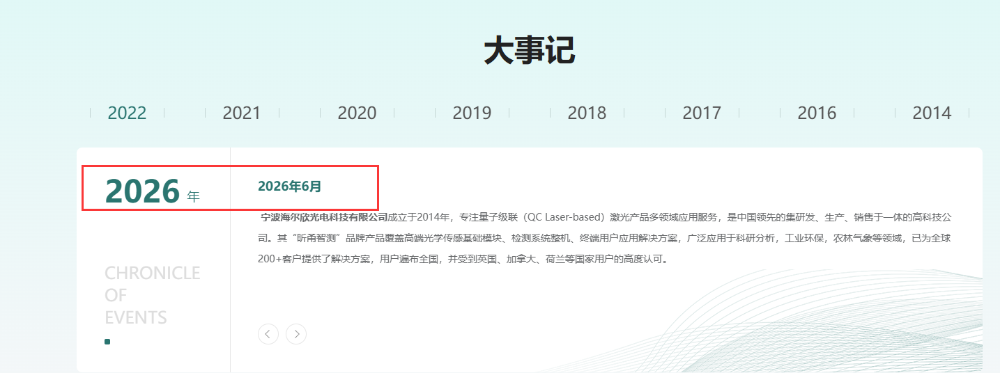 大事记
2022 2021 2020 2019 2018 2017 2016 2014
2026 年
2026年6月
宁波海尔欣光电科技有限公司成立于2014年，专注量子级联（QC Laser-based）激光产品多领域应用服务，是中国领先的集研发、生产、销售于一体的高科技公
司。其“昕甬智测”品牌产品覆盖高端光学传感基础模块、检测系统整机、终端用户应用解决方案，广泛应用于科研分析，工业环保，农林气象等领域，已为全球
200+客户提供了解决方案，用户遍布全国，并受到英国、加拿大、荷兰等国家用户的高度认可。
CHRONICLE
OF
EVENTS